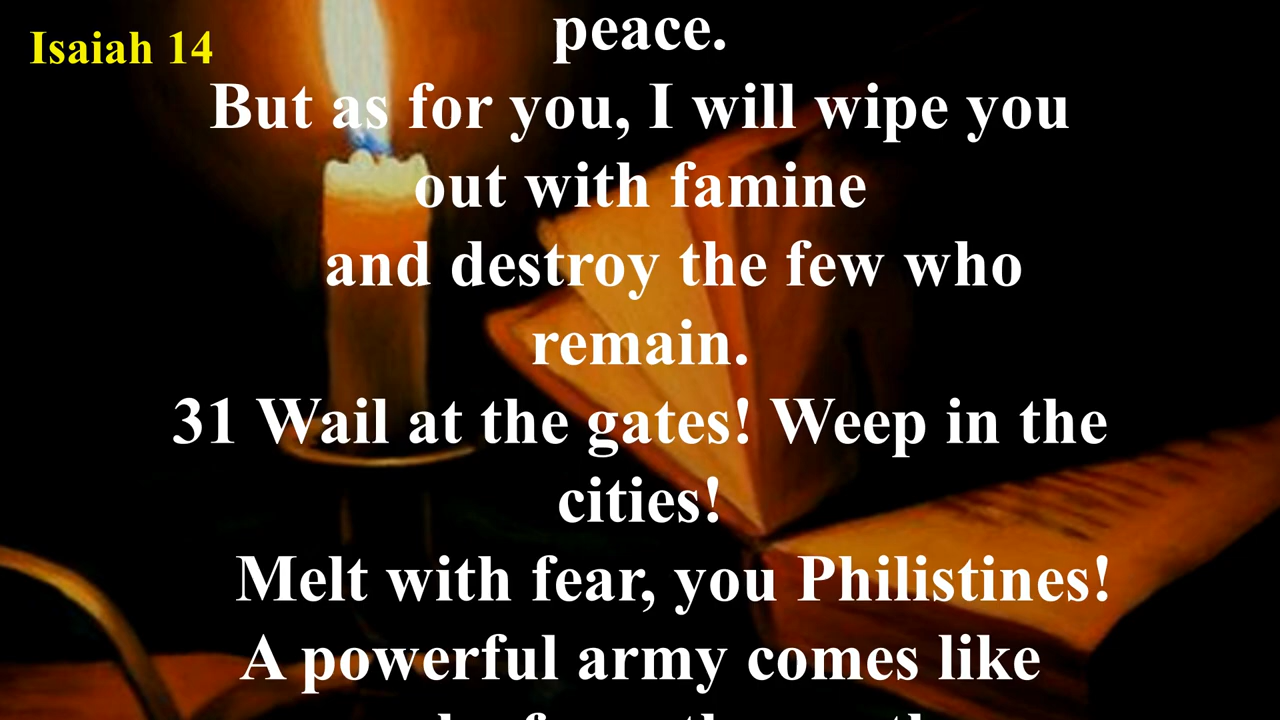 Isaiah 14
peace.
But as for you, I will wipe you
out with famine
and destroy the few who
remain.
31 Wail at the gates! Weep in the
cities!
Melt with fear, you Philistines!
A powerful army comes like